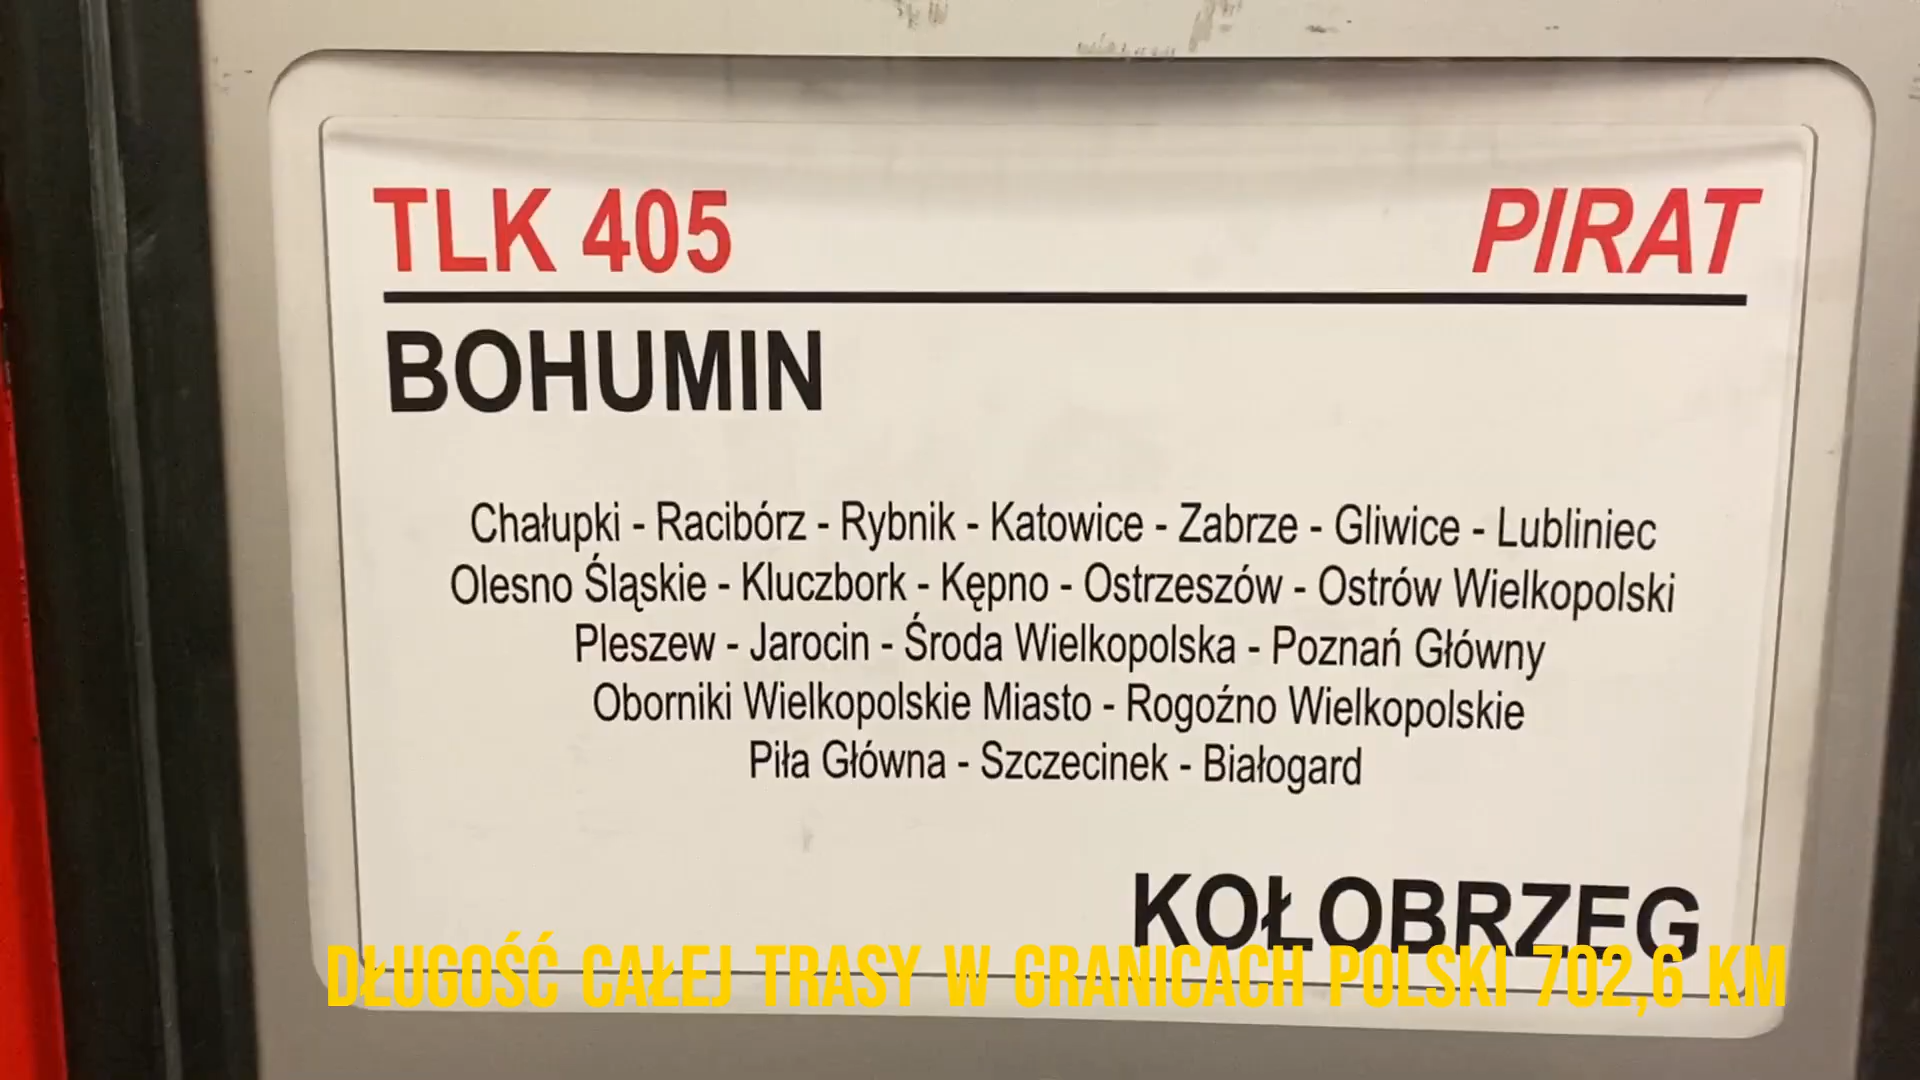 TLK 405 PIRAT
BOHUMIN
Chałupki - Racibórz - Rybnik - Katowice - Zabrze - Gliwice - Lubliniec
Olesno Śląskie - Kluczbork - Kępno - Ostrzeszów - Ostrów Wielkopolski
Pleszew - Jarocin - Środa Wielkopolska - Poznań Główny
Oborniki Wielkopolskie Miasto - Rogoźno Wielkopolskie
Piła Główna - Szczecinek - Białogard
KOŁOBRZEG
DŁUGOŚĆ CAŁEJ TRASY W GRANICACH POLSKI 702,6 KM